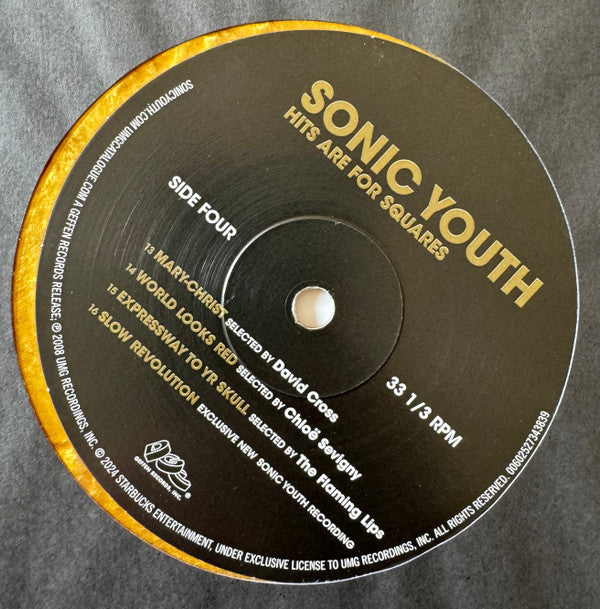 SONIC YOUTH
HITS ARE FOR SQUARES
SIDE FOUR
33 1/3 RPM
13 MARY-CHRIST SELECTED BY David Cross
14 WORLD LOOKS RED SELECTED BY Chloë Sevigny
15 EXPRESSWAY TO YR SKULL SELECTED BY The Flaming Lips
16 SLOW REVOLUTION EXCLUSIVE NEW SONIC YOUTH RECORDING
GEFFEN RECORDS, INC. ®
SONICYOUTH.COM UMGCATALOGUE.COM A GEFFEN RECORDS RELEASE, ℗ 2008 UMG RECORDINGS, INC. © 2024 STARBUCKS ENTERTAINMENT, UNDER EXCLUSIVE LICENSE TO UMG RECORDINGS, INC. ALL RIGHTS RESERVED. 00602527343839